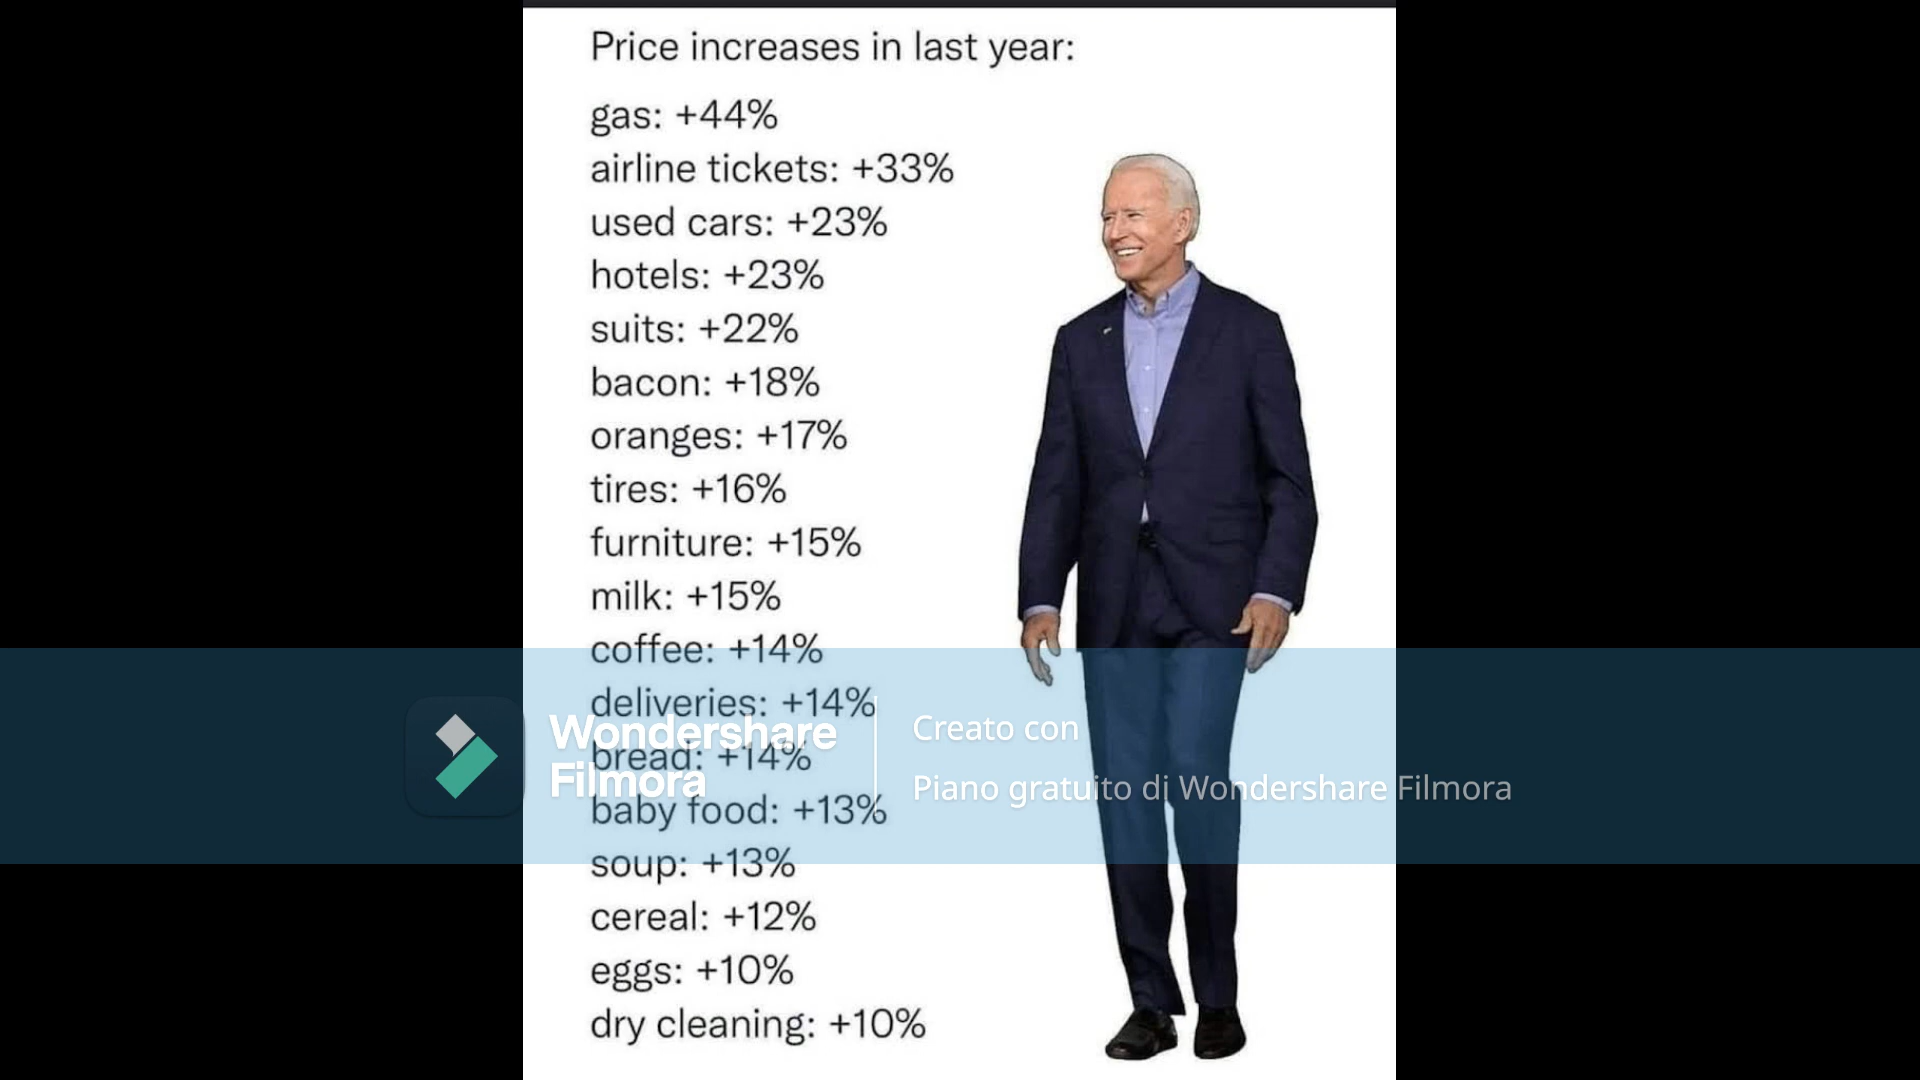 Price increases in last year:
gas: +44%
airline tickets: +33%
used cars: +23%
hotels: +23%
suits: +22%
bacon: +18%
oranges: +17%
tires: +16%
furniture: +15%
milk: +15%
coffee: +14%
deliveries: +14%
bread: +14%
baby food: +13%
soup: +13%
cereal: +12%
eggs: +10%
dry cleaning: +10%
Wondershare
Filmora
Creato con
Piano gratuito di Wondershare Filmora